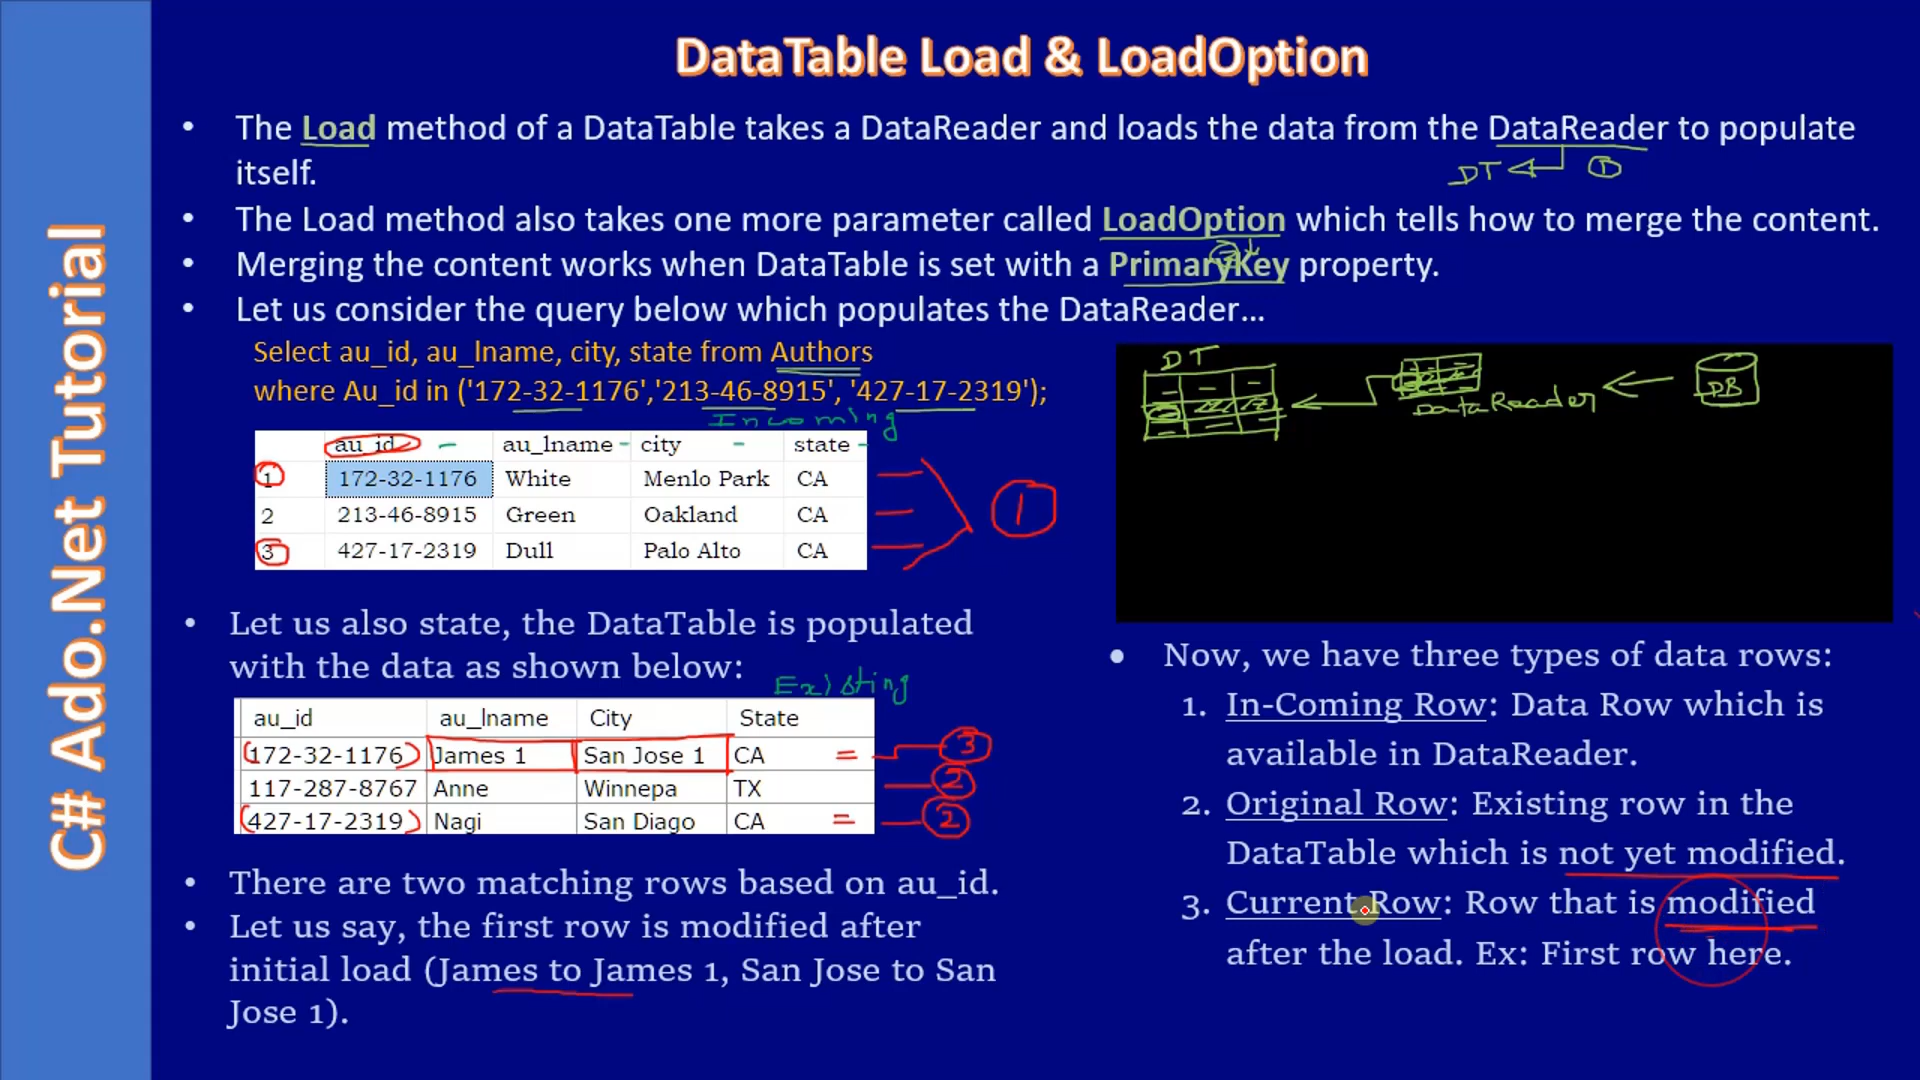 C# Ado.Net Tutorial
DataTable Load & LoadOption
• The Load method of a DataTable takes a DataReader and loads the data from the DataReader to populate
itself.
DT 1
• The Load method also takes one more parameter called LoadOption which tells how to merge the content.
2
• Merging the content works when DataTable is set with a PrimaryKey property.
• Let us consider the query below which populates the DataReader...
Select au_id, au_lname, city, state from Authors
where Au_id in ('172-32-1176','213-46-8915', '427-17-2319');
Incoming
au_id au_lname city state
1 172-32-1176 White Menlo Park CA
2 213-46-8915 Green Oakland CA
3 427-17-2319 Dull Palo Alto CA
1
DT
DataReader
DB
• Let us also state, the DataTable is populated
with the data as shown below:
Existing
au_id au_lname City State
172-32-1176 James 1 San Jose 1 CA 3
117-287-8767 Anne Winnepa TX 2
427-17-2319 Nagi San Diago CA 2
• There are two matching rows based on au_id.
• Let us say, the first row is modified after
initial load (James to James 1, San Jose to San
Jose 1).
• Now, we have three types of data rows:
1. In-Coming Row: Data Row which is
available in DataReader.
2. Original Row: Existing row in the
DataTable which is not yet modified.
3. Current Row: Row that is modified
after the load. Ex: First row here.